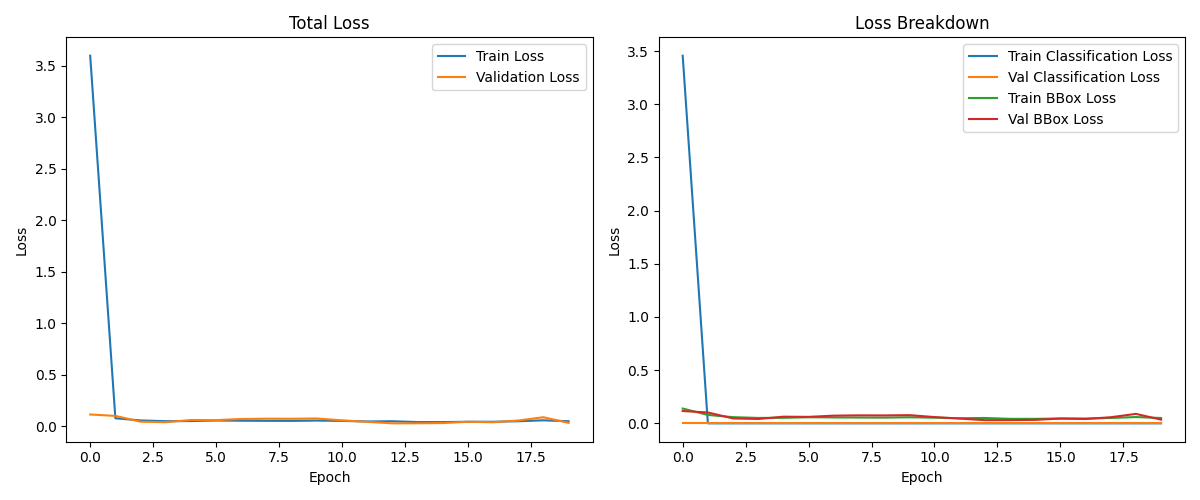 Total Loss
Train Loss
Validation Loss
3.5
3.0
2.5
2.0
1.5
1.0
0.5
0.0
Loss
0.0 2.5 5.0 7.5 10.0 12.5 15.0 17.5
Epoch
Loss Breakdown
Train Classification Loss
Val Classification Loss
Train BBox Loss
Val BBox Loss
3.5
3.0
2.5
2.0
1.5
1.0
0.5
0.0
Loss
0.0 2.5 5.0 7.5 10.0 12.5 15.0 17.5
Epoch